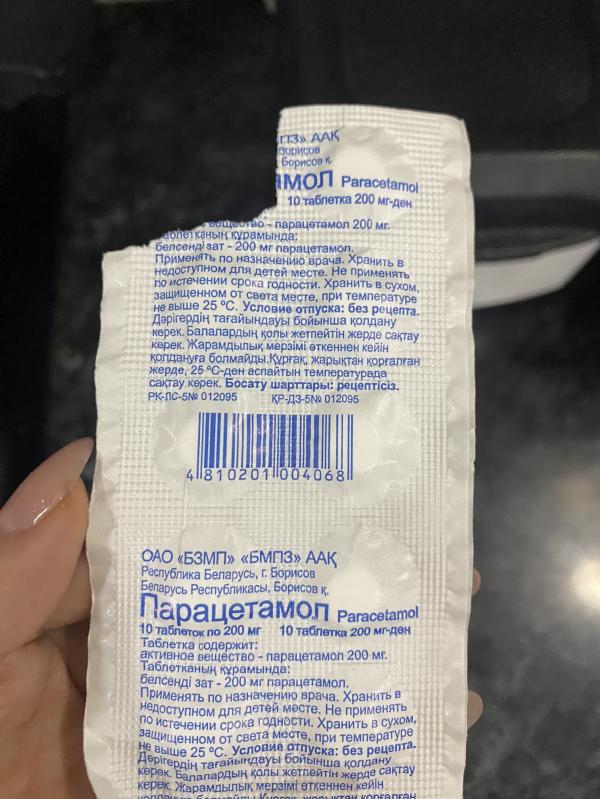 ПЗ» ААҚ
Борисов
Борисов қ.
МОЛ Paracetamol
10 таблетка 200 мг-ден
вещество - парацетамол 200 мг.
таблетканың құрамында:
белсенді зат - 200 мг парацетамол.
Применять по назначению врача. Хранить в
недоступном для детей месте. Не применять
по истечении срока годности. Хранить в сухом,
защищенном от света месте, при температуре
не выше 25 °С. Условие отпуска: без рецепта.
Дәрігердің тағайындауы бойынша қолдану
керек. Балалардың қолы жетпейтін жерде сақтау
керек. Жарамдылық мерзімі өткеннен кейін
қолдануға болмайды.Құрғақ, жарықтан қорғалған
жерде, 25 °С-ден аспайтын температурада
сақтау керек. Босату шарттары: рецептісіз.
РК-ЛС-5№ 012095 ҚР-ДЗ-5№ 012095
4 810201 004068
ОАО «БЗМП» «БМПЗ» ААҚ
Республика Беларусь, г. Борисов
Беларусь Республикасы, Борисов қ.
Парацетамол Paracetamol
10 таблеток по 200 мг 10 таблетка 200 мг-ден
Таблетка содержит:
активное вещество - парацетамол 200 мг.
Таблетканың құрамында:
белсенді зат - 200 мг парацетамол.
Применять по назначению врача. Хранить в
недоступном для детей месте. Не применять
по истечении срока годности. Хранить в сухом,
защищенном от света месте, при температуре
не выше 25 °С. Условие отпуска: без рецепта.
Дәрігердің тағайындауы бойынша қолдану
керек. Балалардың қолы жетпейтін жерде сақтау
керек. Жарамдылық мерзімі өткеннен кейін
қолдануға болмайды.Құрғақ, жарықтан қорғалған